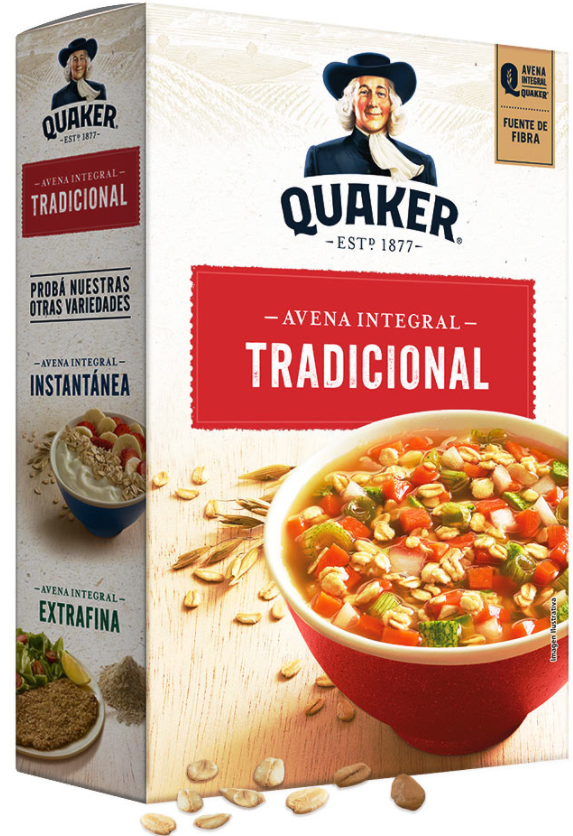 QUAKER
-ESTD 1877-
-AVENA INTEGRAL-
TRADICIONAL
PROBÁ NUESTRAS
OTRAS VARIEDADES
-AVENA INTEGRAL-
INSTANTÁNEA
-AVENA INTEGRAL-
EXTRAFINA
AVENA
INTEGRAL
QUAKER
FUENTE DE
FIBRA
QUAKER®
-ESTD 1877-
-AVENA INTEGRAL-
TRADICIONAL
Imagen Ilustrativa